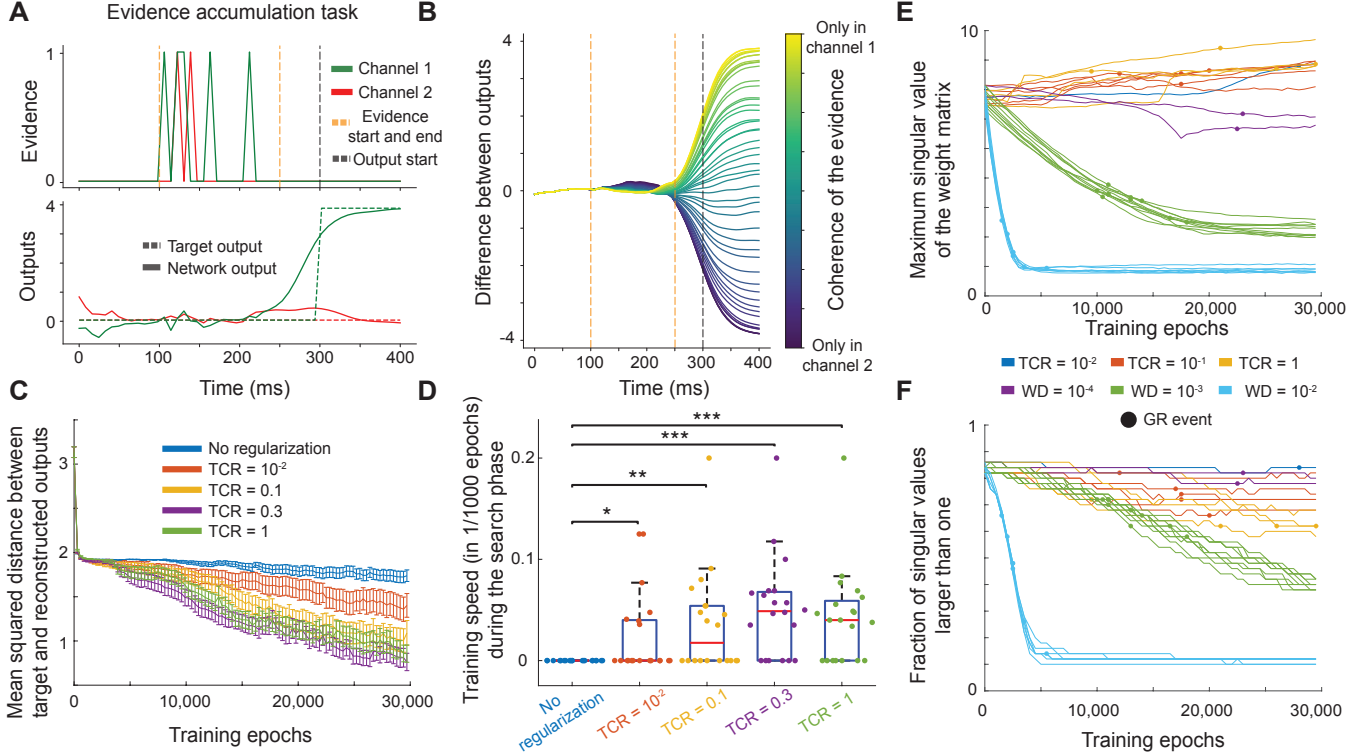 A
Evidence accumulation task
Evidence
1
0
Channel 1
Channel 2
Evidence
start and end
Output start
Outputs
4
2
0
Target output
Network output
0
100
200
300
400
Time (ms)
B
Difference between outputs
4
0
-4
0
100
200
300
400
Time (ms)
Only in
channel 1
Coherence of the evidence
Only in
channel 2
C
Mean squared distance between
target and reconstructed outputs
3
2
1
No regularization
TCR = 10⁻²
TCR = 0.1
TCR = 0.3
TCR = 1
0
10,000
20,000
30,000
Training epochs
D
Training speed (in 1/1000 epochs)
during the search phase
0.2
0.1
0
*
**
***
***
No
regularization
TCR = 10⁻²
TCR = 0.1
TCR = 0.3
TCR = 1
E
Maximum singular value
of the weight matrix
10
0
10,000
20,000
30,000
Training epochs
TCR = 10⁻²
TCR = 10⁻¹
TCR = 1
WD = 10⁻⁴
WD = 10⁻³
WD = 10⁻²
GR event
F
Fraction of singular values
larger than one
1
0
0
10,000
20,000
30,000
Training epochs